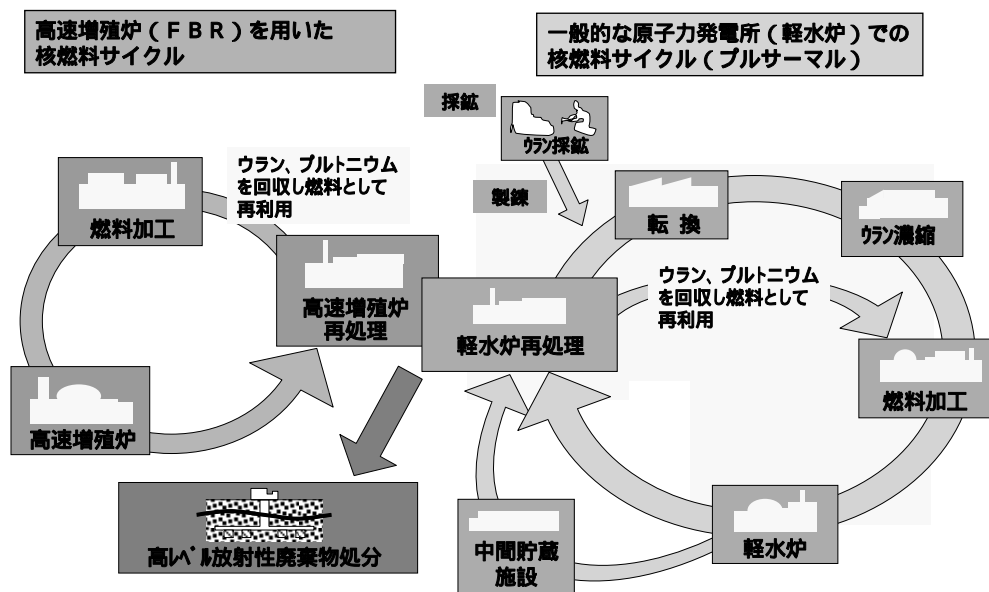 高速増殖炉(FBR)を用いた
核燃料サイクル
一般的な原子力発電所(軽水炉)での
核燃料サイクル(プルサーマル)
採鉱
ウラン採鉱
製錬
転 換
ウラン濃縮
ウラン、プルトニウム
を回収し燃料として
再利用
燃料加工
高速増殖炉
再処理
軽水炉再処理
ウラン、プルトニウム
を回収し燃料として
再利用
燃料加工
高速増殖炉
高レベル放射性廃棄物処分
中間貯蔵
施設
軽水炉